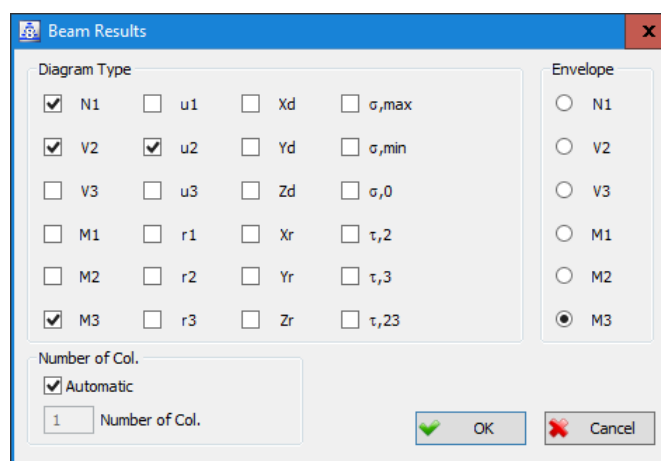 Beam Results
x
Diagram Type
Envelope
N1 u1 Xd σ,max N1
V2 u2 Yd σ,min V2
V3 u3 Zd σ,0 V3
M1 r1 Xr τ,2 M1
M2 r2 Yr τ,3 M2
M3 r3 Zr τ,23 M3
Number of Col.
Automatic
1 Number of Col.
OK
Cancel